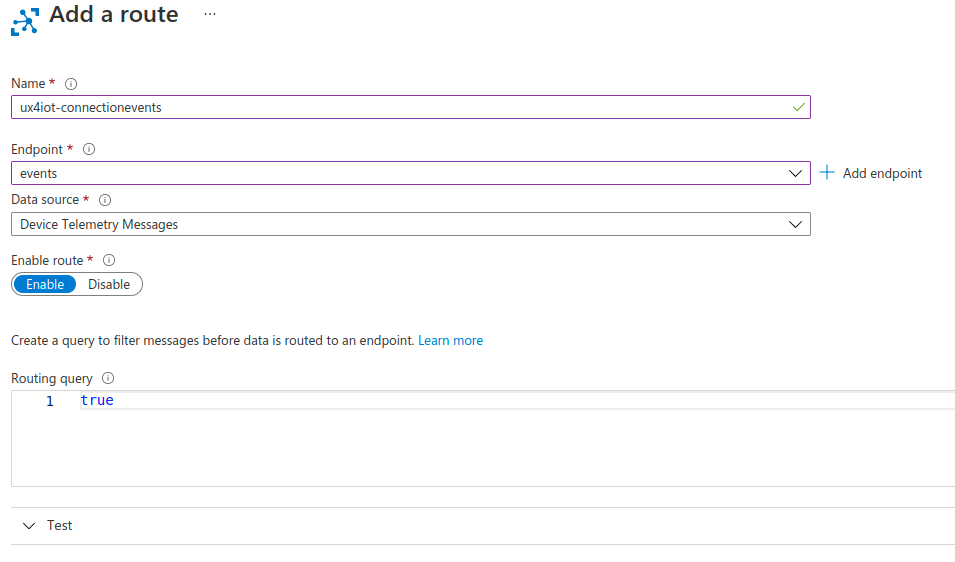 Add a route ...
Name *
ux4iot-connectionevents
Endpoint *
events
Add endpoint
Data source *
Device Telemetry Messages
Enable route *
Enable Disable
Create a query to filter messages before data is routed to an endpoint. Learn more
Routing query
1 true
Test